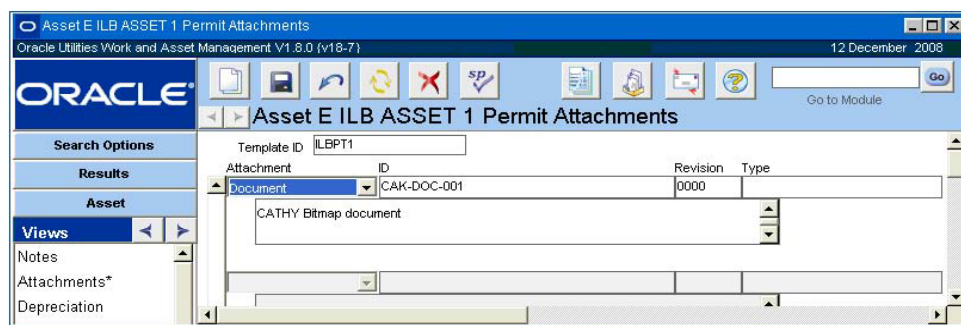 Asset E ILB ASSET 1 Permit Attachments
Oracle Utilities Work and Asset Management V1.8.0 (v18-7) 12 December 2008
ORACLE
sp
Go
Go to Module
Asset E ILB ASSET 1 Permit Attachments
Search Options
Results
Asset
Views
Notes
Attachments*
Depreciation
Template ID ILBPT1
Attachment ID Revision Type
Document CAK-DOC-001 0000
CATHY Bitmap document